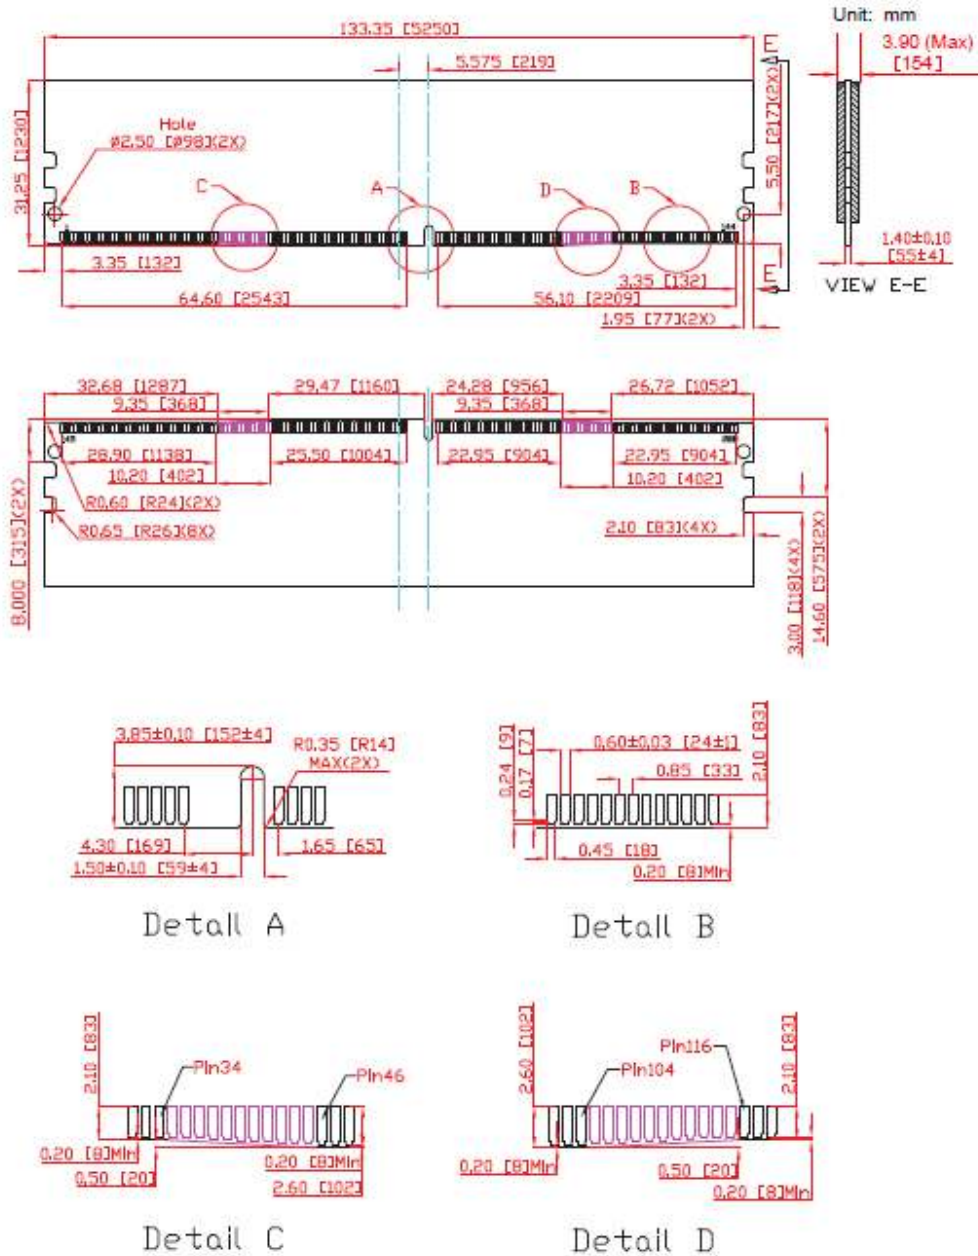 Unit: mm
133.35 [5250]
5.575 [219]
E
3.90 (Max)
[154]
31.25 [1230]
Hole
Ø2.50 [Ø98](2X)
5.50 [217](2X)
C
A
D
B
1
144
3.35 [132]
3.35 [132]
E
1.40±0.10
[55±4]
64.60 [2543]
56.10 [2209]
1.95 [77](2X)
VIEW E-E
32.68 [1287]
29.47 [1160]
24.28 [956]
26.72 [1052]
9.35 [368]
9.35 [368]
28.90 [1138]
25.50 [1004]
22.95 [904]
22.95 [904]
10.20 [402]
10.20 [402]
R0.60 [R24](2X)
R0.65 [R26](8X)
2.10 [83](4X)
8.000 [315](2X)
3.00 [118](4X)
14.60 [575](2X)
3.85±0.10 [152±4]
R0.35 [R14]
MAX(2X)
4.30 [169]
1.65 [65]
1.50±0.10 [59±4]
Detail A
0.24 [9]
0.17 [7]
0.60±0.03 [24±1]
0.85 [33]
2.10 [83]
0.45 [18]
0.20 [8]Min
Detail B
2.10 [83]
Pin34
Pin46
0.20 [8]Min
0.50 [20]
0.20 [8]Min
2.60 [102]
Detail C
2.60 [102]
Pin116
Pin104
2.10 [83]
0.20 [8]Min
0.50 [20]
0.20 [8]Min
Detail D